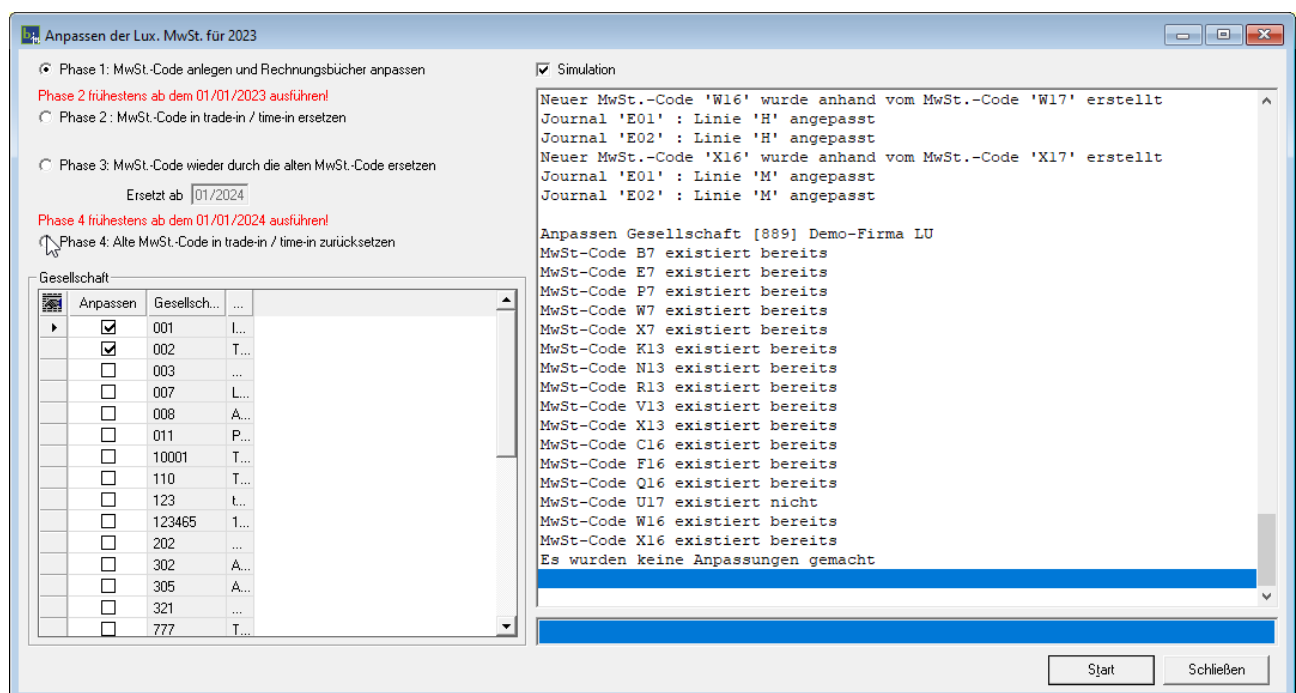 Anpassen der Lux. MwSt. für 2023
Phase 1: MwSt.-Code anlegen und Rechnungsbücher anpassen
Phase 2 frühestens ab dem 01/01/2023 ausführen!
Phase 2 : MwSt.-Code in trade-in / time-in ersetzen
Phase 3: MwSt.-Code wieder durch die alten MwSt.-Code ersetzen
Ersetzt ab 01/2024
Phase 4 frühestens ab dem 01/01/2024 ausführen!
Phase 4: Alte MwSt.-Code in trade-in / time-in zurücksetzen
Gesellschaft
Anpassen Gesellsch... ...
001 I...
002 T...
003 ...
007 L...
008 A...
011 P...
10001 T...
110 T...
123 t...
123465 1...
202 ...
302 A...
305 A...
321 ...
777 T...
Simulation
Neuer MwSt.-Code 'W16' wurde anhand vom MwSt.-Code 'W17' erstellt
Journal 'E01' : Linie 'H' angepasst
Journal 'E02' : Linie 'H' angepasst
Neuer MwSt.-Code 'X16' wurde anhand vom MwSt.-Code 'X17' erstellt
Journal 'E01' : Linie 'M' angepasst
Journal 'E02' : Linie 'M' angepasst
Anpassen Gesellschaft [889] Demo-Firma LU
MwSt-Code B7 existiert bereits
MwSt-Code E7 existiert bereits
MwSt-Code P7 existiert bereits
MwSt-Code W7 existiert bereits
MwSt-Code X7 existiert bereits
MwSt-Code K13 existiert bereits
MwSt-Code N13 existiert bereits
MwSt-Code R13 existiert bereits
MwSt-Code V13 existiert bereits
MwSt-Code X13 existiert bereits
MwSt-Code C16 existiert bereits
MwSt-Code F16 existiert bereits
MwSt-Code Q16 existiert bereits
MwSt-Code U17 existiert nicht
MwSt-Code W16 existiert bereits
MwSt-Code X16 existiert bereits
Es wurden keine Anpassungen gemacht
Start
Schließen